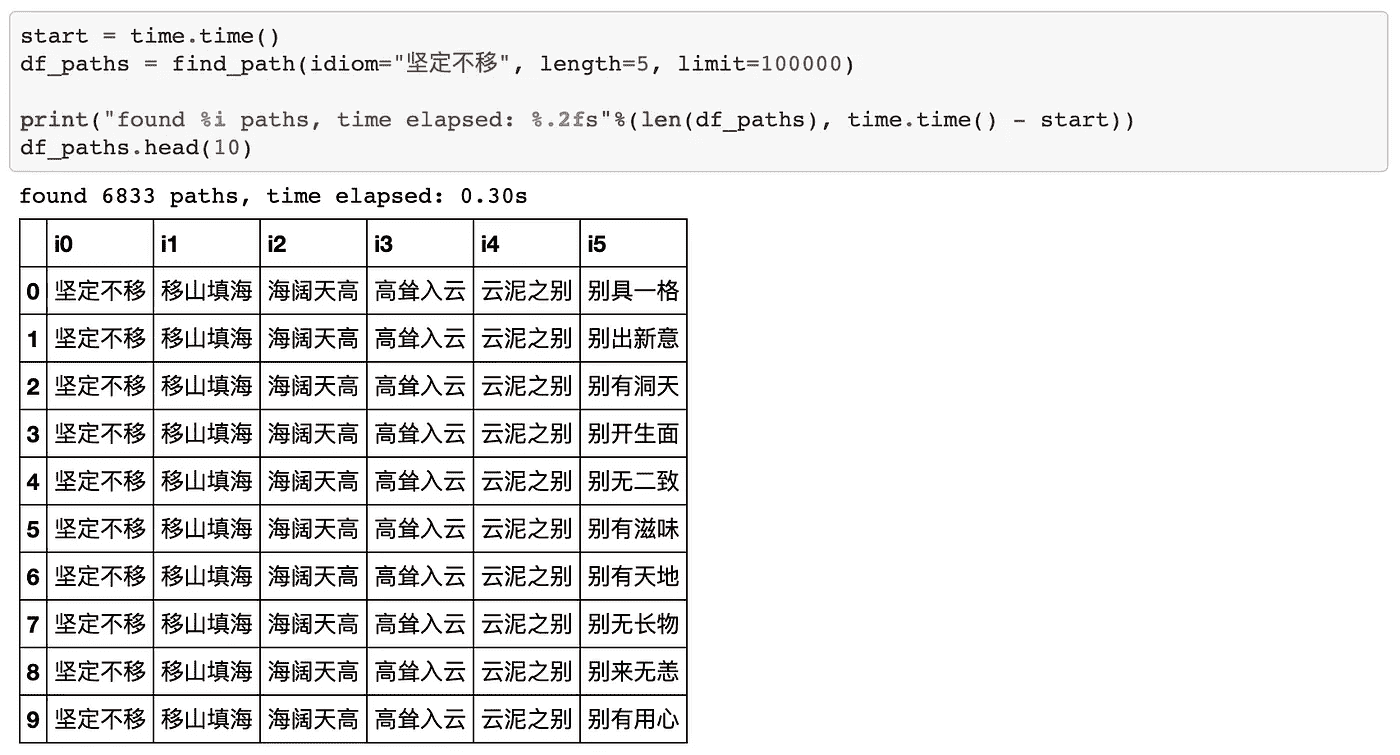 start = time.time()
df_paths = find_path(idiom="坚定不移", length=5, limit=100000)
print("found %i paths, time elapsed: %.2fs"%(len(df_paths), time.time() - start))
df_paths.head(10)
found 6833 paths, time elapsed: 0.30s
i0 i1 i2 i3 i4 i5
0 坚定不移 移山填海 海阔天高 高耸入云 云泥之别 别具一格
1 坚定不移 移山填海 海阔天高 高耸入云 云泥之别 别出新意
2 坚定不移 移山填海 海阔天高 高耸入云 云泥之别 别有洞天
3 坚定不移 移山填海 海阔天高 高耸入云 云泥之别 别开生面
4 坚定不移 移山填海 海阔天高 高耸入云 云泥之别 别无二致
5 坚定不移 移山填海 海阔天高 高耸入云 云泥之别 别有滋味
6 坚定不移 移山填海 海阔天高 高耸入云 云泥之别 别有天地
7 坚定不移 移山填海 海阔天高 高耸入云 云泥之别 别无长物
8 坚定不移 移山填海 海阔天高 高耸入云 云泥之别 别来无恙
9 坚定不移 移山填海 海阔天高 高耸入云 云泥之别 别有用心